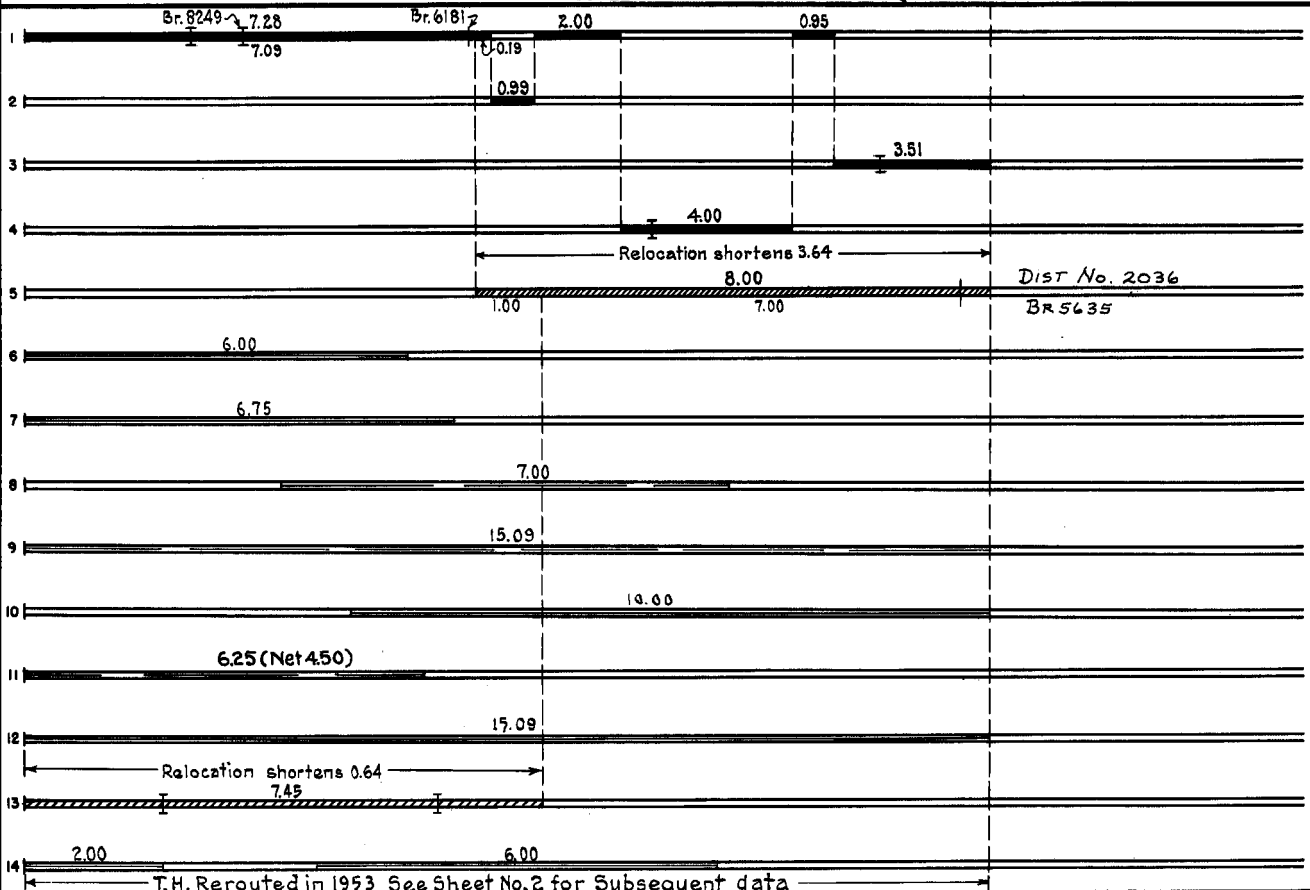 Br. 8249 7.28 Br. 6181 2.00 0.95
1 7.09 0.19
0.99
2
3.51
3
4.00
4
Relocation shortens 3.64
8.00 DIST No. 2036
5 1.00 7.00 BR 5635
6.00
6
6.75
7
7.00
8
15.09
9
10.00
10
6.25 (Net 4.50)
11
15.09
12
Relocation shortens 0.64
7.45
13
2.00 6.00
14
T.H. Rerouted in 1953 See Sheet No. 2 for Subsequent data